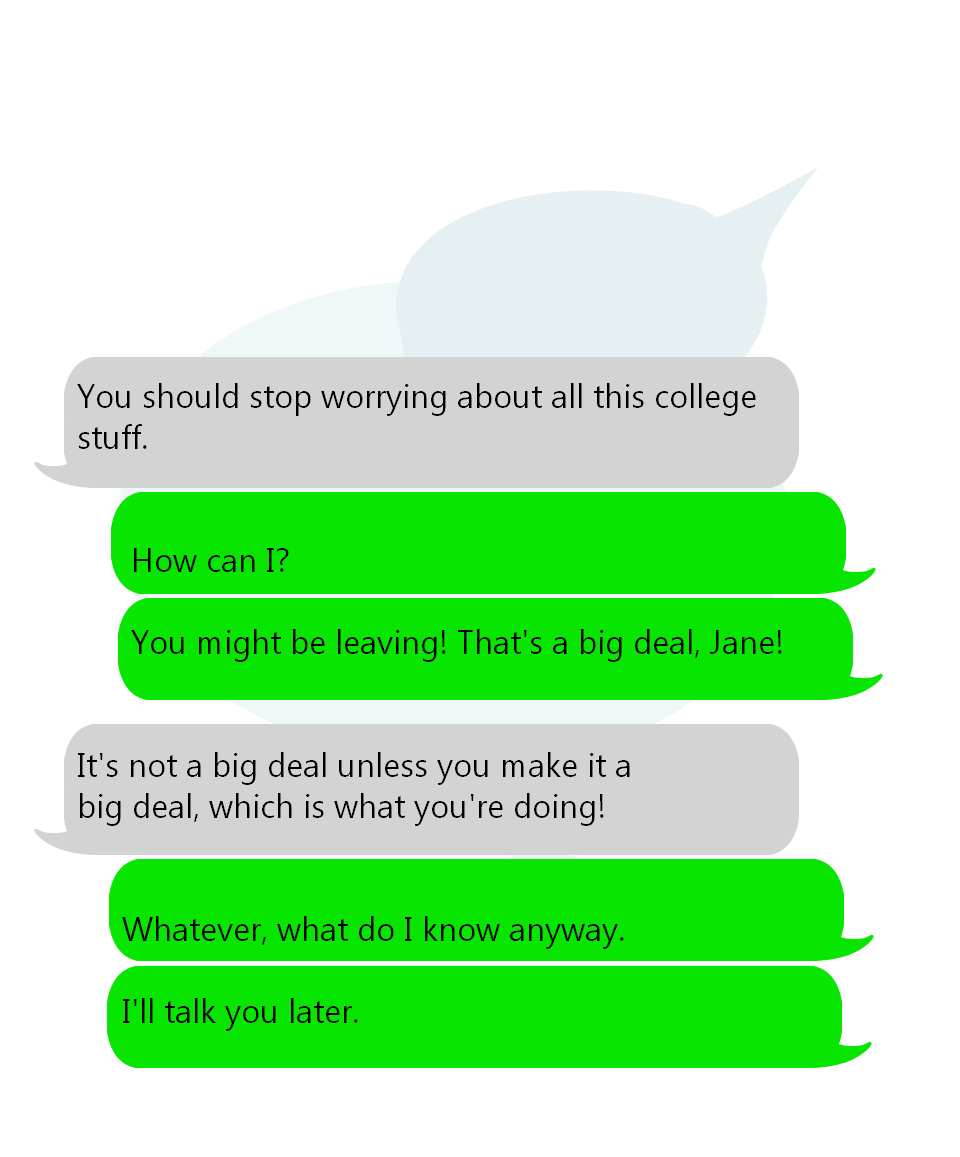 You should stop worrying about all this college
stuff.
How can I?
You might be leaving! That's a big deal, Jane!
It's not a big deal unless you make it a
big deal, which is what you're doing!
Whatever, what do I know anyway.
I'll talk you later.